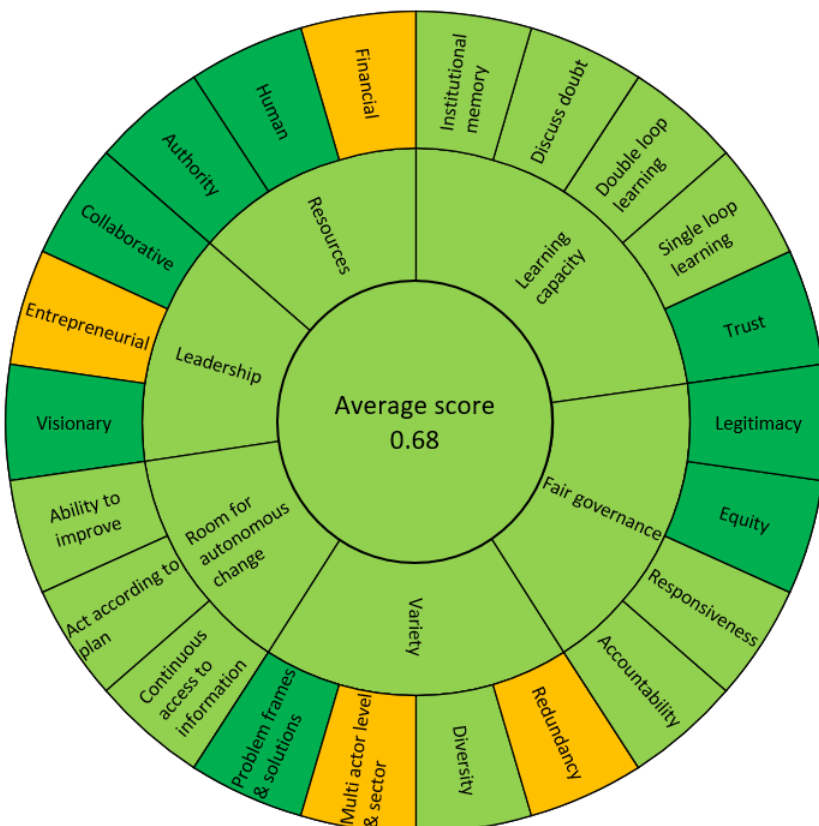 Average score
0.68
Learning
capacity
Fair governance
Variety
Room for
autonomous
change
Leadership
Resources
Institutional
memory
Discuss doubt
Double loop
learning
Single loop
learning
Trust
Legitimacy
Equity
Responsiveness
Accountability
Redundancy
Diversity
Multi actor level
& sector
Problem frames
& solutions
Continuous
access to
information
Act according to
plan
Ability to
improve
Visionary
Entrepreneurial
Collaborative
Authority
Human
Financial